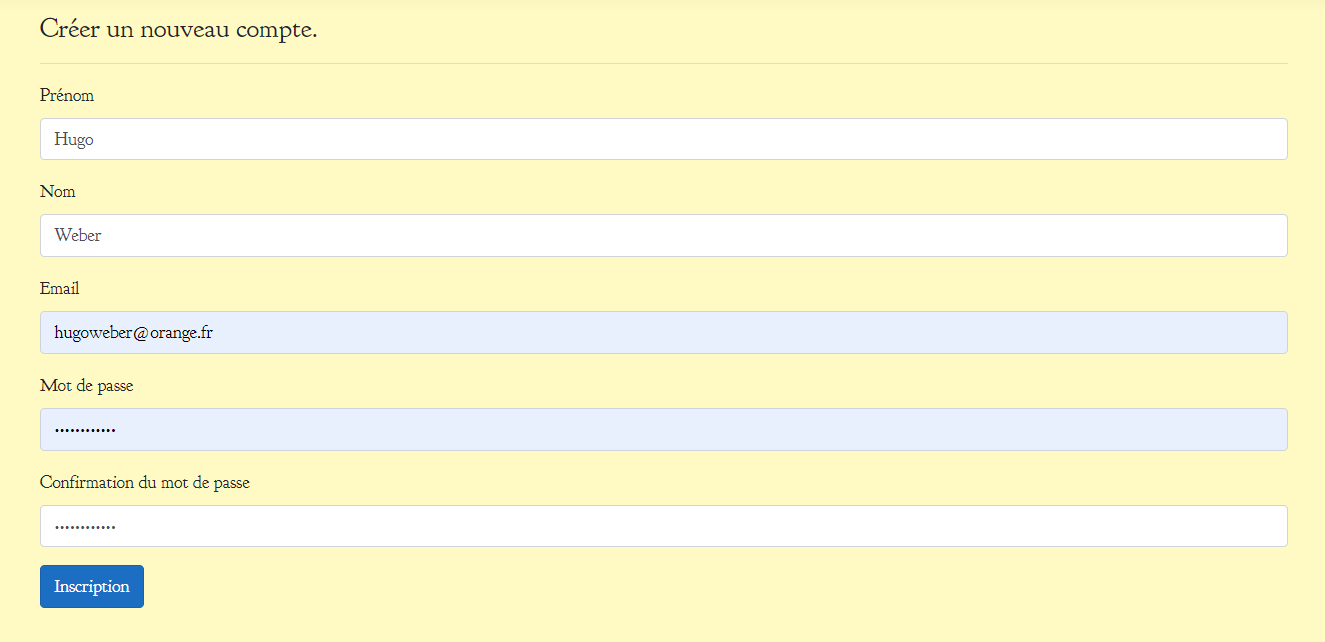 Créer un nouveau compte.
Prénom
Hugo
Nom
Weber
Email
hugoweber@orange.fr
Mot de passe
••••••••••••
Confirmation du mot de passe
••••••••••••
Inscription